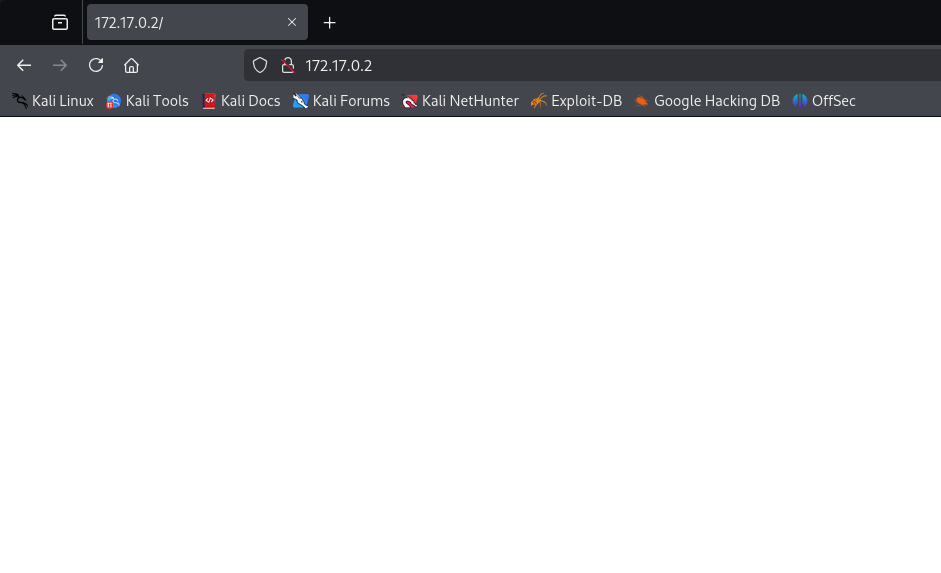 172.17.0.2/
172.17.0.2
Kali Linux Kali Tools Kali Docs Kali Forums Kali NetHunter Exploit-DB Google Hacking DB OffSec